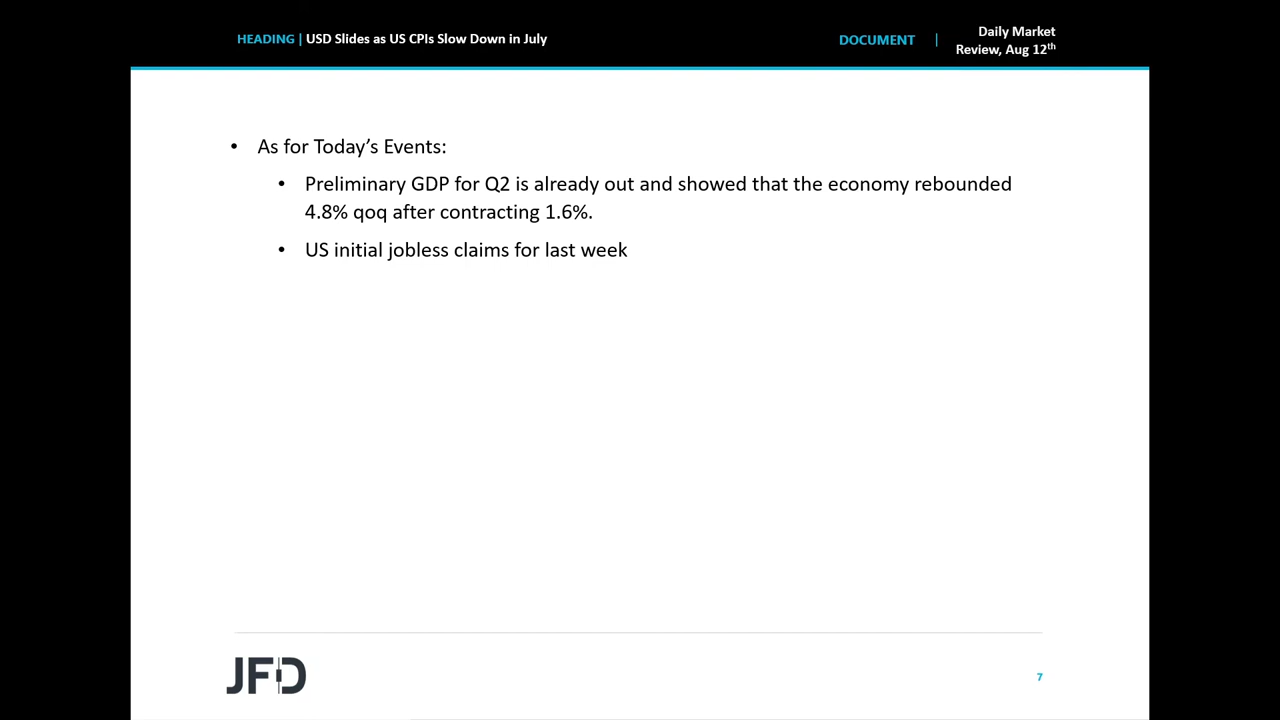 HEADING | USD Slides as US CPIs Slow Down in July
DOCUMENT |
Daily Market
Review, Aug 12th
• As for Today’s Events:
• Preliminary GDP for Q2 is already out and showed that the economy rebounded
4.8% qoq after contracting 1.6%.
• US initial jobless claims for last week
JFD
7